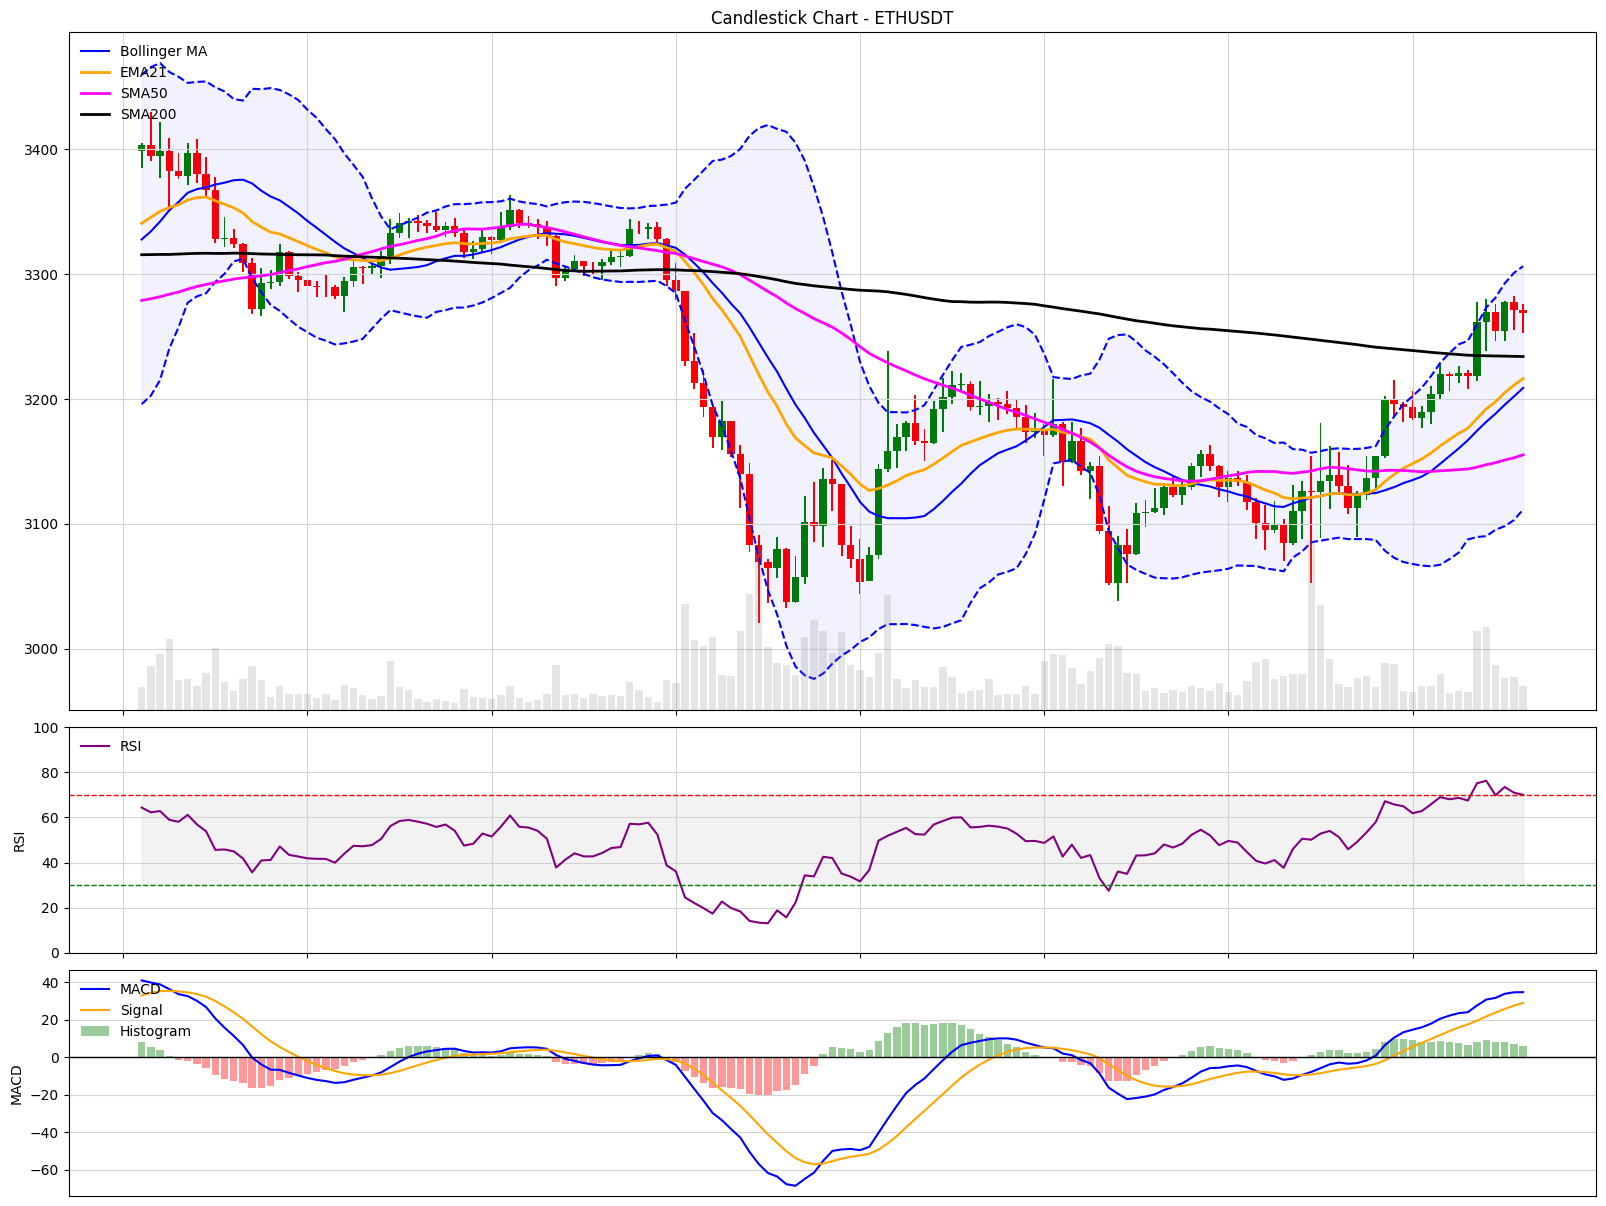 Candlestick Chart - ETHUSDT
Bollinger MA
EMA21
SMA50
SMA200
3400
3300
3200
3100
3000
RSI
100
80
60
40
20
0
RSI
MACD
Signal
Histogram
40
20
0
−20
−40
−60
MACD